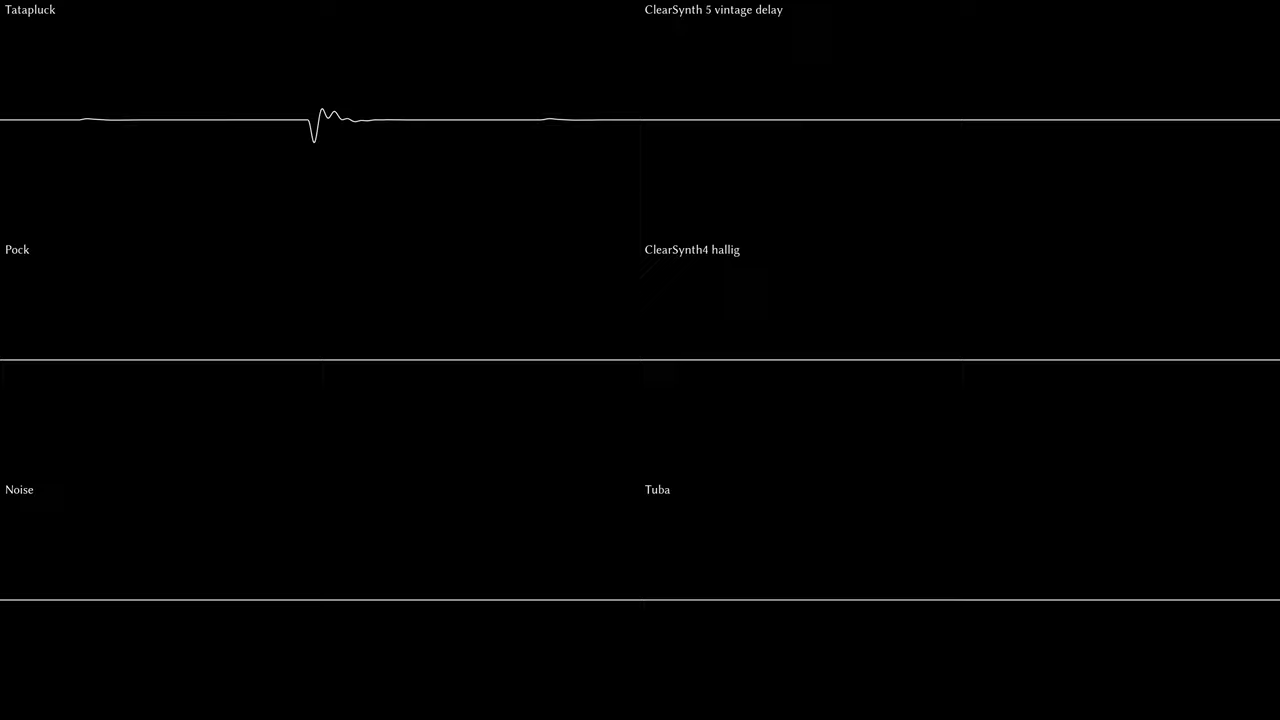 Tatapluck
ClearSynth 5 vintage delay
Pock
ClearSynth4 hallig
Noise
Tuba